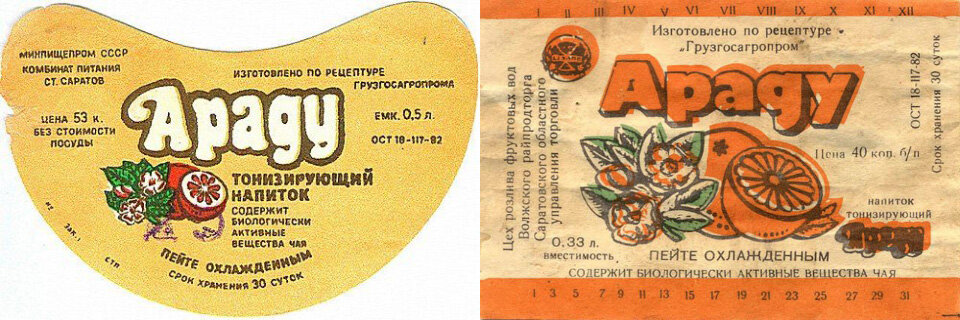 МИНПИЩЕПРОМ СССР
КОМБИНАТ ПИТАНИЯ
СТ. САРАТОВ
ИЗГОТОВЛЕНО ПО РЕЦЕПТУРЕ
ГРУЗГОСАГРОПРОМА
Араду
ЦЕНА 53 к.
БЕЗ СТОИМОСТИ
ПОСУДЫ
ЕМК. 0,5 л.
ОСТ 18-117-82
ТОНИЗИРУЮЩИЙ
НАПИТОК
СОДЕРЖИТ
БИОЛОГИЧЕСКИ
АКТИВНЫЕ
ВЕЩЕСТВА ЧАЯ
ПЕЙТЕ ОХЛАЖДЕННЫМ
СРОК ХРАНЕНИЯ 30 СУТОК
I II III IV V VI VII VIII IX X XI XII
Изготовлено по рецептуре
„Грузгосагропром"
Араду
Цех розлива фруктовых вод
Волжского райпродторга
Саратовского областного
управления торговли
ОСТ 18-117-82
Срок хранения 30 суток
Цена 40 коп. б/п
напиток
тонизирующий
Араду
0,33 л.
вместимость
ПЕЙТЕ ОХЛАЖДЕННЫМ
СОДЕРЖИТ БИОЛОГИЧЕСКИ АКТИВНЫЕ ВЕЩЕСТВА ЧАЯ
1 3 5 7 9 11 13 15 17 19 21 23 25 27 29 31